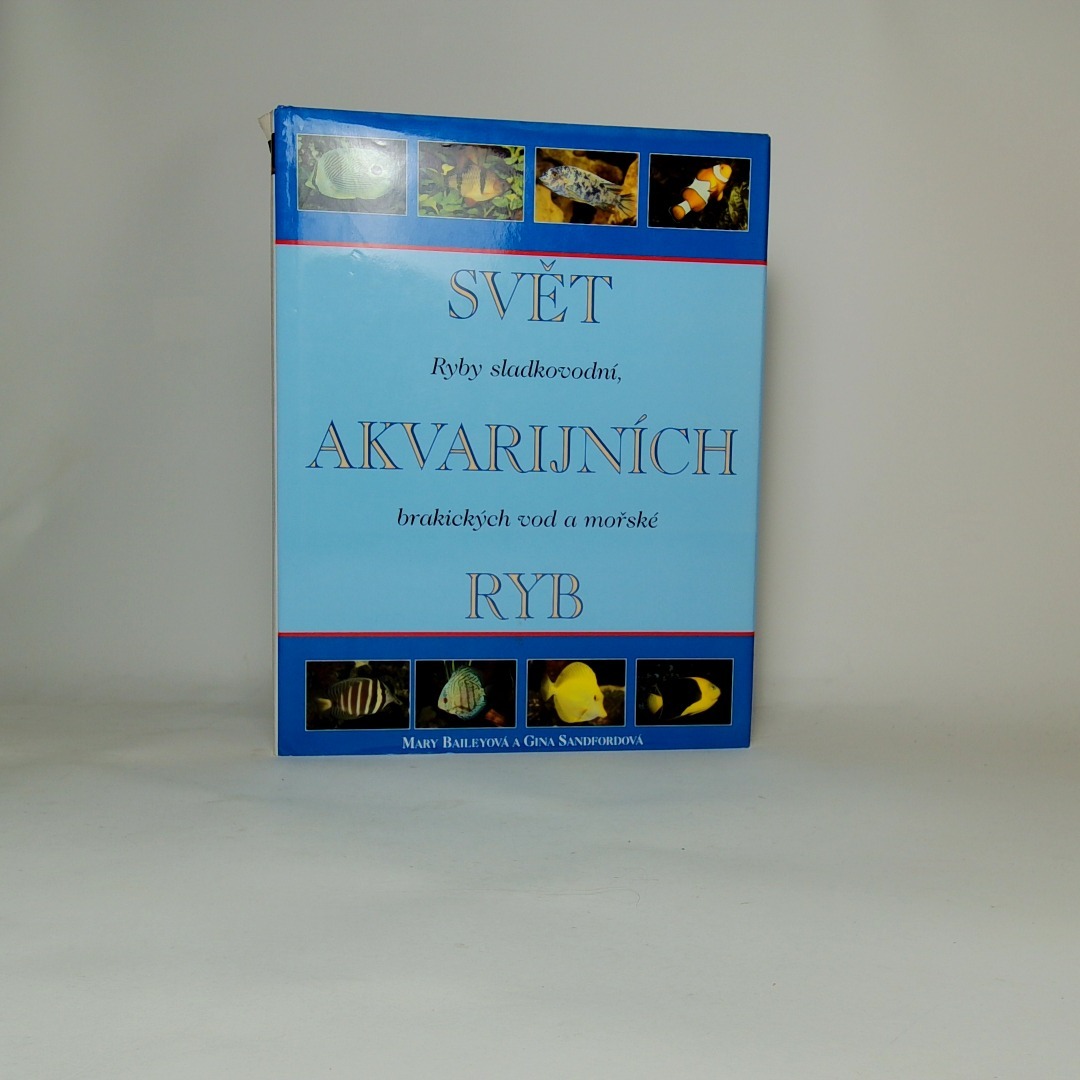 SVĚT
Ryby sladkovodní,
AKVARIJNÍCH
brakických vod a mořské
RYB
MARY BAILEYOVÁ A GINA SANDFORDOVÁ